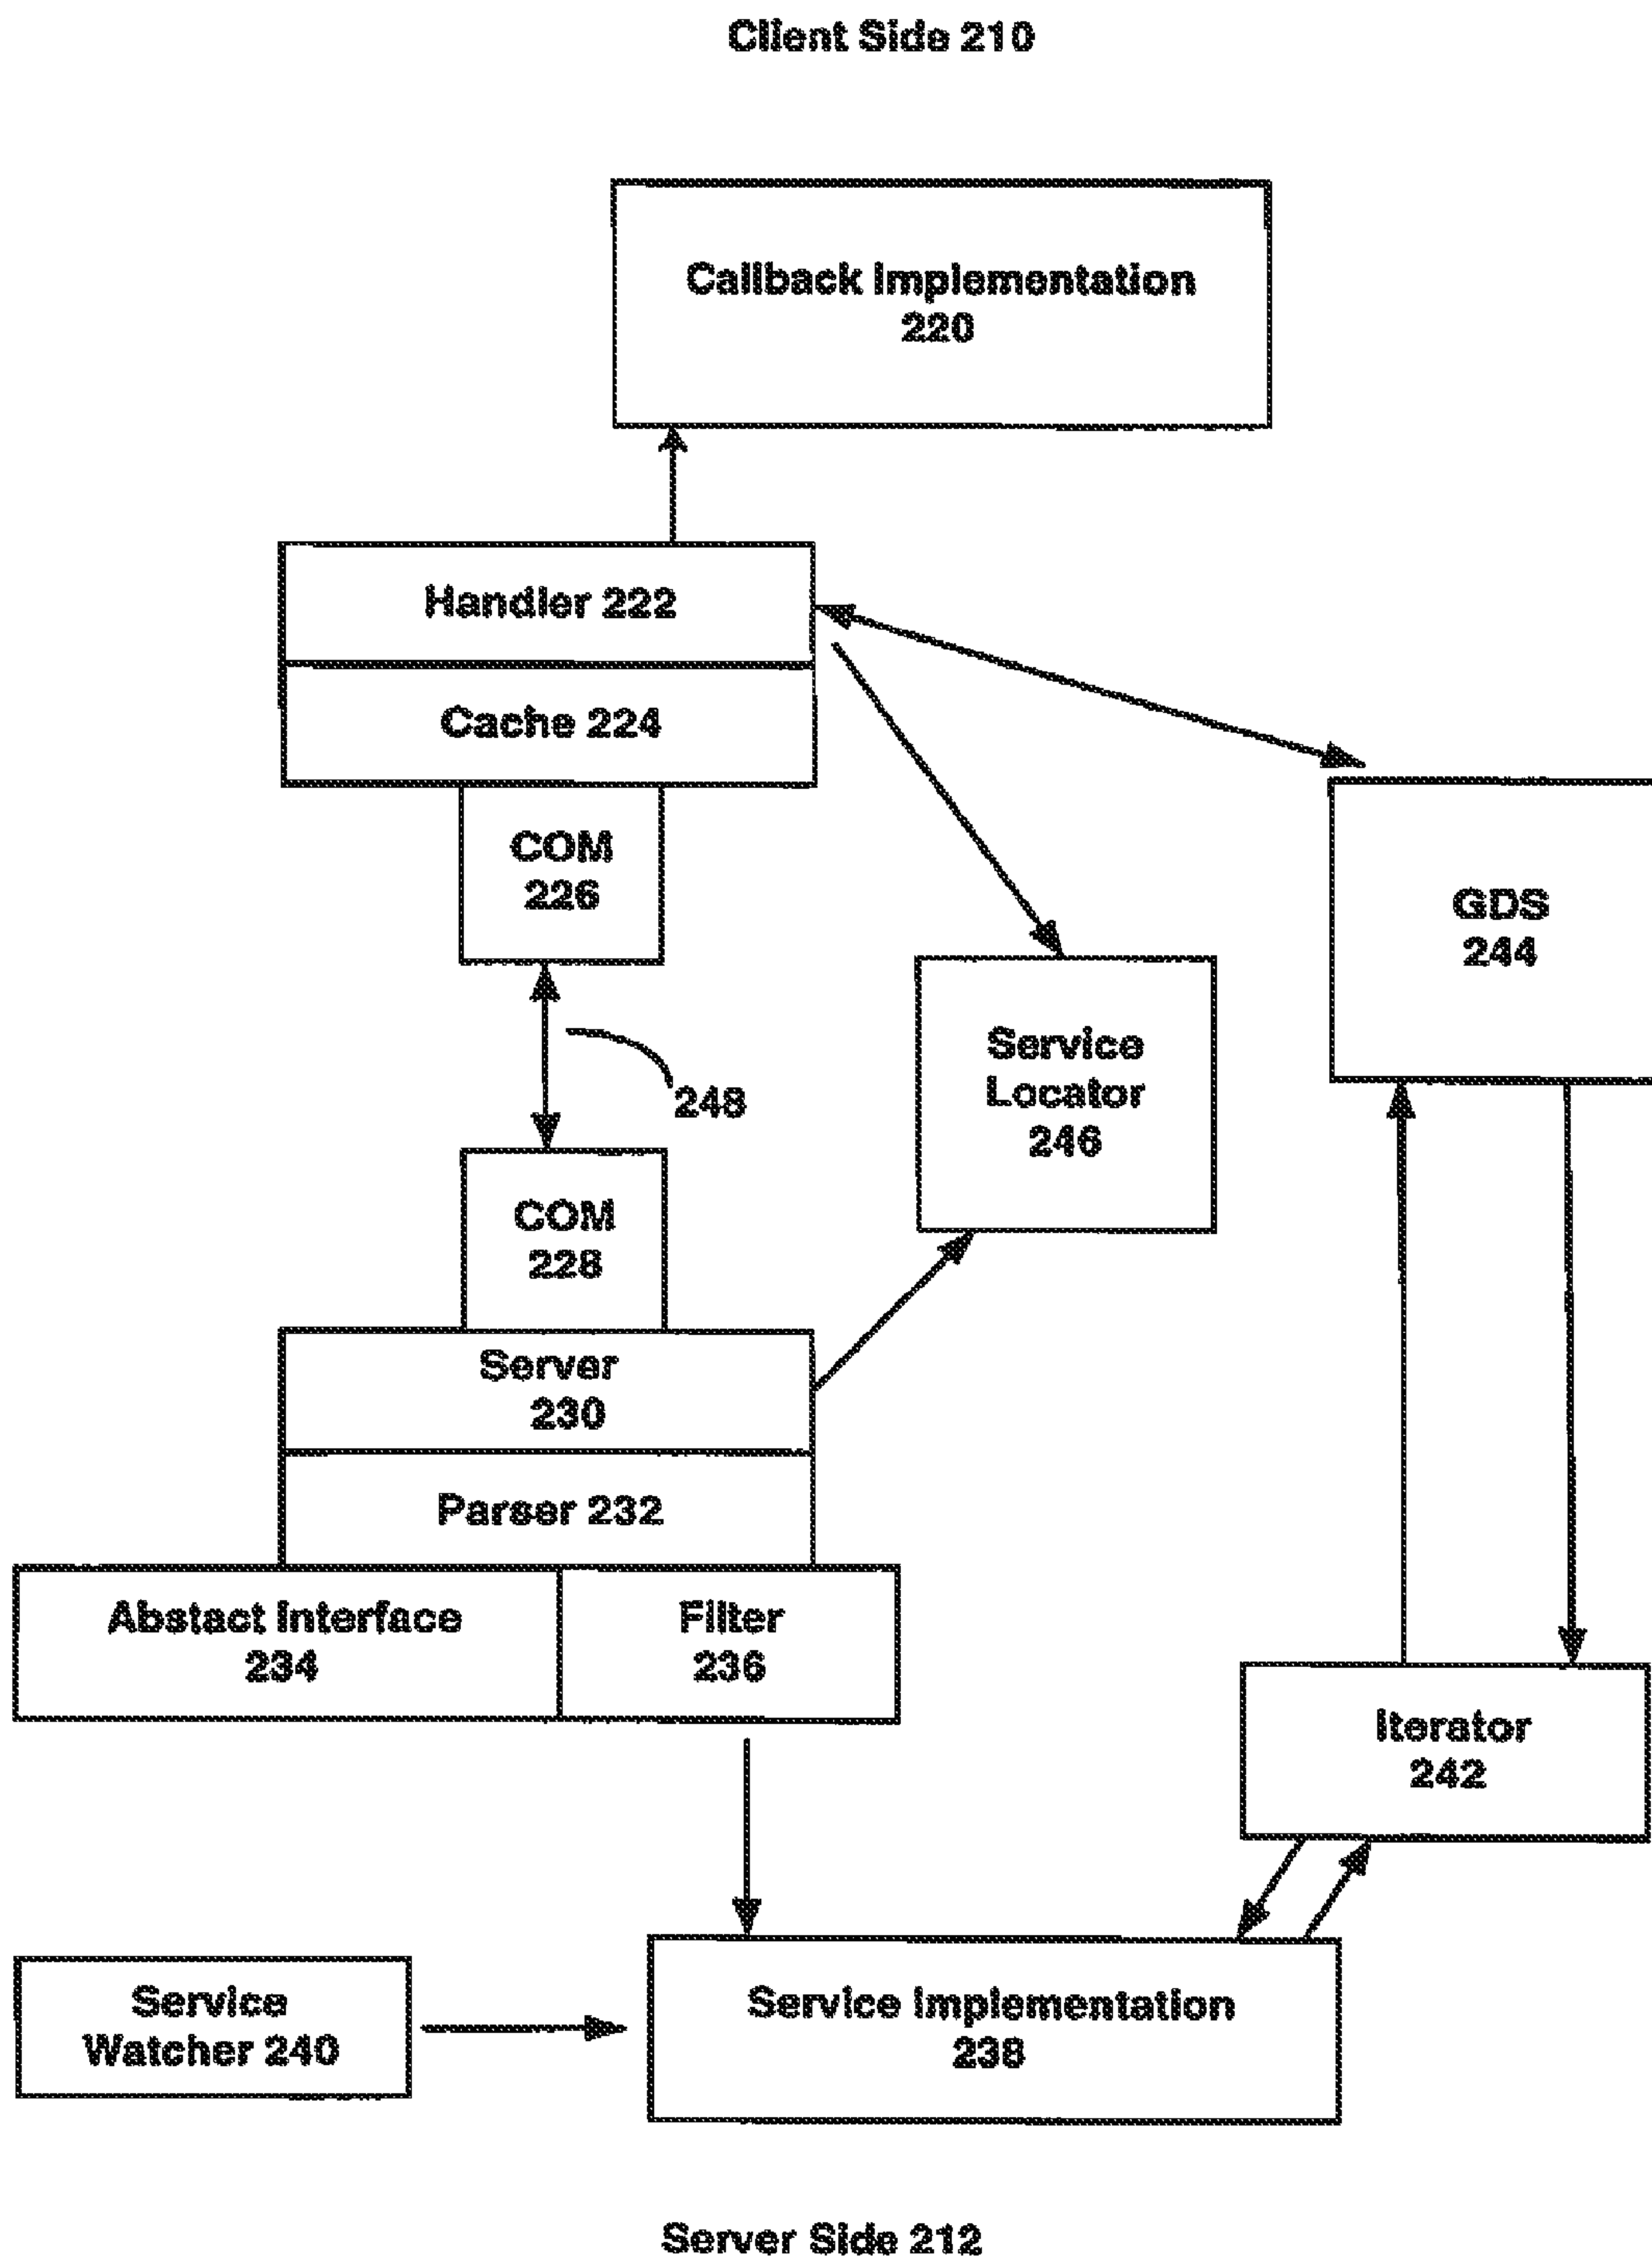 Client Side 210
Callback Implementation
220
Handler 222
Cache 224
COM
226
GDS
244
Service
Locator
246
248
COM
228
Server
230
Parser 232
Abstact Interface
234
Filter
236
Iterator
242
Service
Watcher 240
Service Implementation
238
Server Side 212